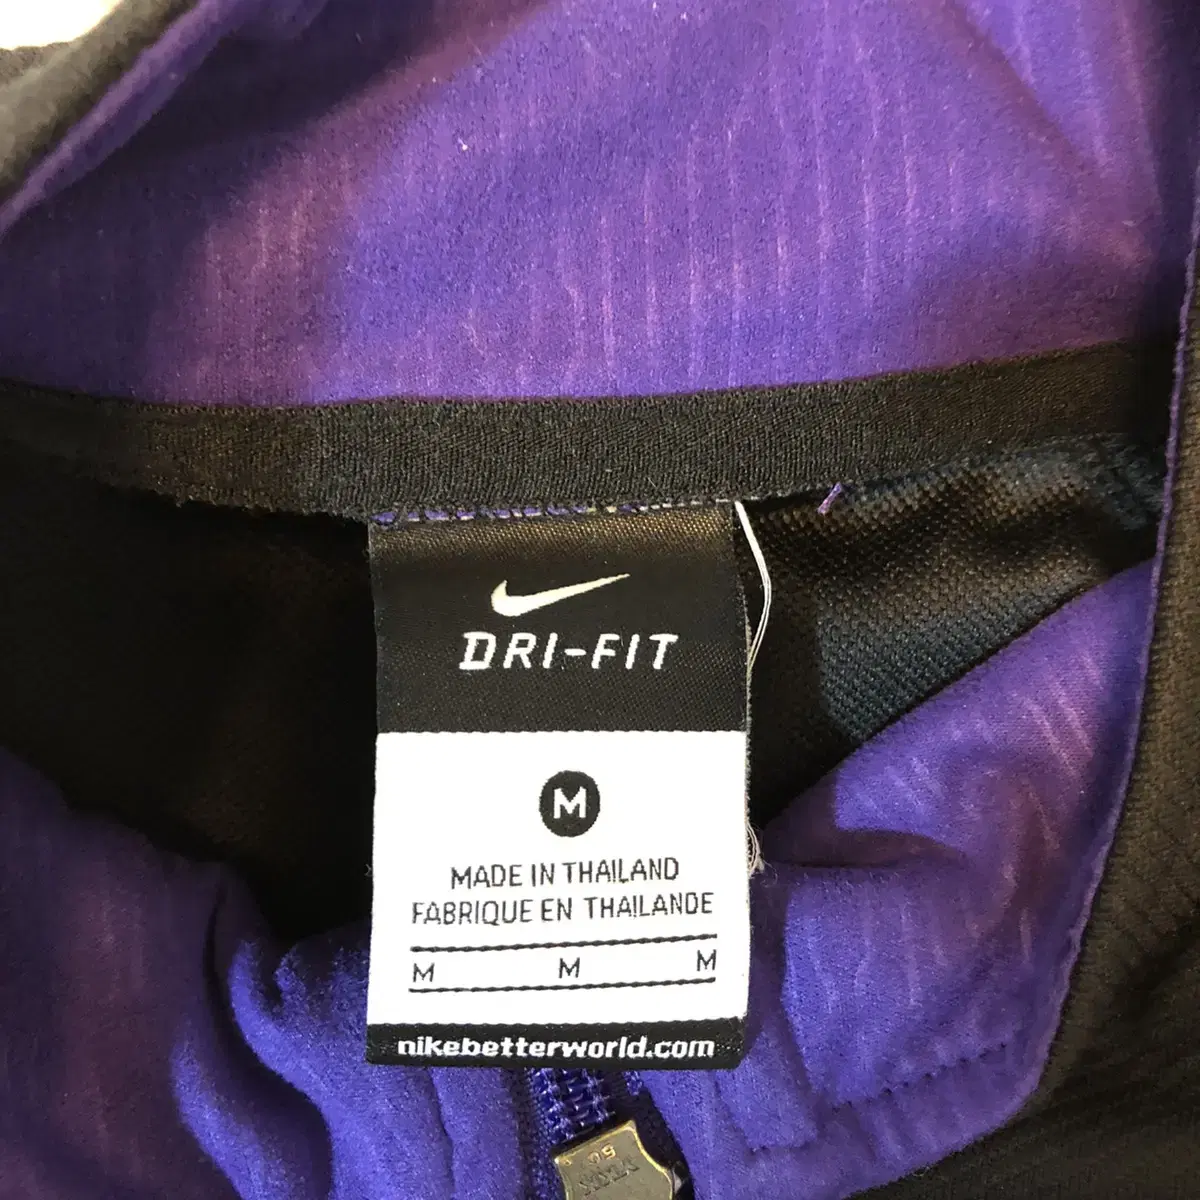 DRI-FIT
M
MADE IN THAILAND
FABRIQUE EN THAILANDE
M M M
nikebetterworld.com